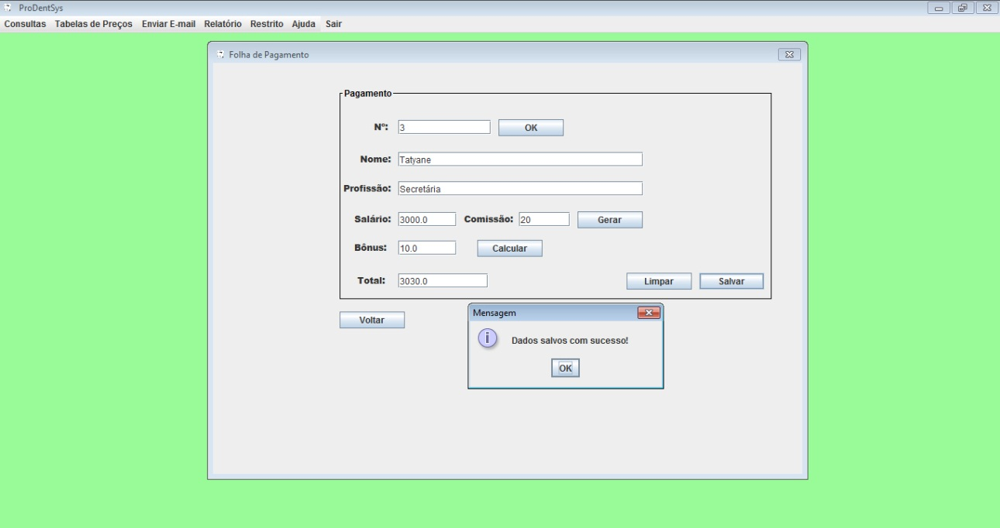 ProDentSys
Consultas Tabelas de Preços Enviar E-mail Relatório Restrito Ajuda Sair
Folha de Pagamento
Pagamento
Nº: 3 OK
Nome: Tatyane
Profissão: Secretária
Salário: 3000.0 Comissão: 20 Gerar
Bônus: 10.0 Calcular
Total: 3030.0 Limpar Salvar
Voltar
Mensagem
Dados salvos com sucesso!
OK